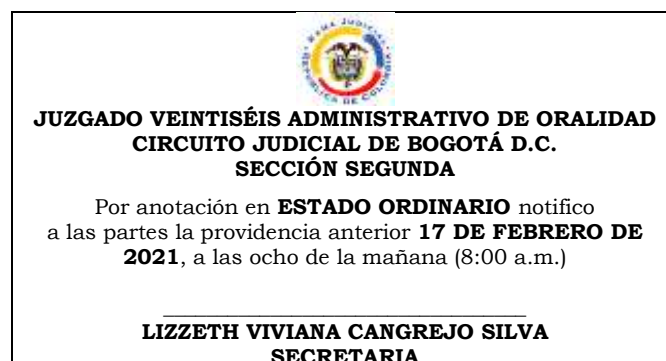 JUZGADO VEINTISÉIS ADMINISTRATIVO DE ORALIDAD
CIRCUITO JUDICIAL DE BOGOTÁ D.C.
SECCIÓN SEGUNDA
Por anotación en ESTADO ORDINARIO notifico
a las partes la providencia anterior 17 DE FEBRERO DE
2021, a las ocho de la mañana (8:00 a.m.)
LIZZETH VIVIANA CANGREJO SILVA
SECRETARIA